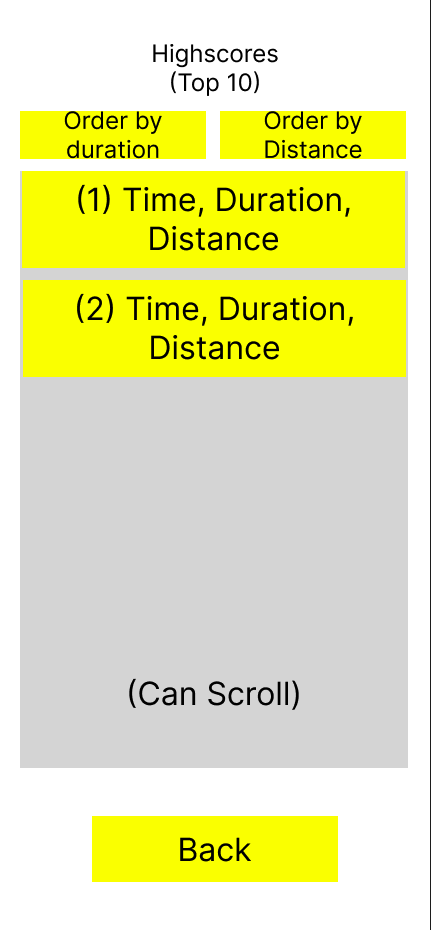 Highscores
(Top 10)
Order by
duration
Order by
Distance
(1) Time, Duration,
Distance
(2) Time, Duration,
Distance
(Can Scroll)
Back